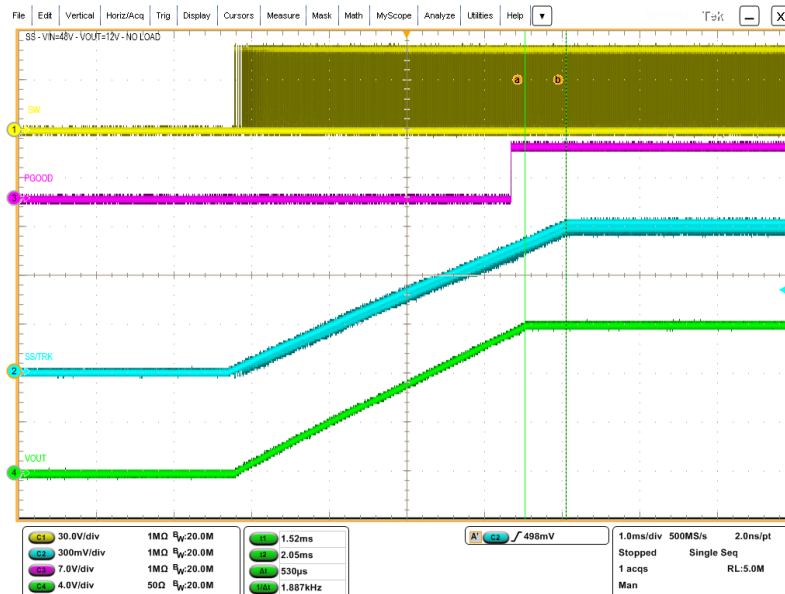 File Edit Vertical Horiz/Acq Trig Display Cursors Measure Mask Math MyScope Analyze Utilities Help ▼ Tek X
SS - VIN=48V - VOUT=12V - NO LOAD
a b
SW
1
PGOOD
3
SS/TRK
2
VOUT
4
C1 30.0V/div 1MΩ BW:20.0M
C2 300mV/div 1MΩ BW:20.0M
C3 7.0V/div 1MΩ BW:20.0M
C4 4.0V/div 50Ω BW:20.0M
t1 1.52ms
t2 2.05ms
Δt 530µs
1/Δt 1.887kHz
A' C2 498mV
1.0ms/div 500MS/s 2.0ns/pt
Stopped Single Seq
1 acqs RL:5.0M
Man